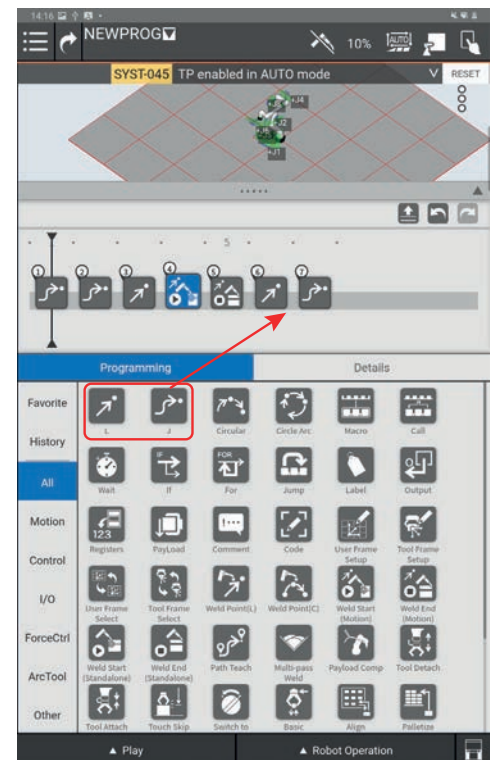 14:16
NEWPROG
10%
AUTO
SYST-045 TP enabled in AUTO mode
RESET
J4
J2
J1
5
1 2 3 4 5 6 7
Programming Details
Favorite
History
All
Motion
Control
I/O
ForceCtrl
ArcTool
Other
L J Circular Circle Arc Macro Call
IF FOR
Wait If For Jump Label Output
123
Registers PayLoad Comment Code User Frame Setup Tool Frame Setup
User Frame Select Tool Frame Select Weld Point(L) Weld Point(C) Weld Start (Motion) Weld End (Motion)
Weld Start (Standalone) Weld End (Standalone) Path Teach Multi-pass Weld Payload Comp Tool Detach
Tool Attach Touch Skip Switch to Basic Align Palletize
▲ Play ▲ Robot Operation